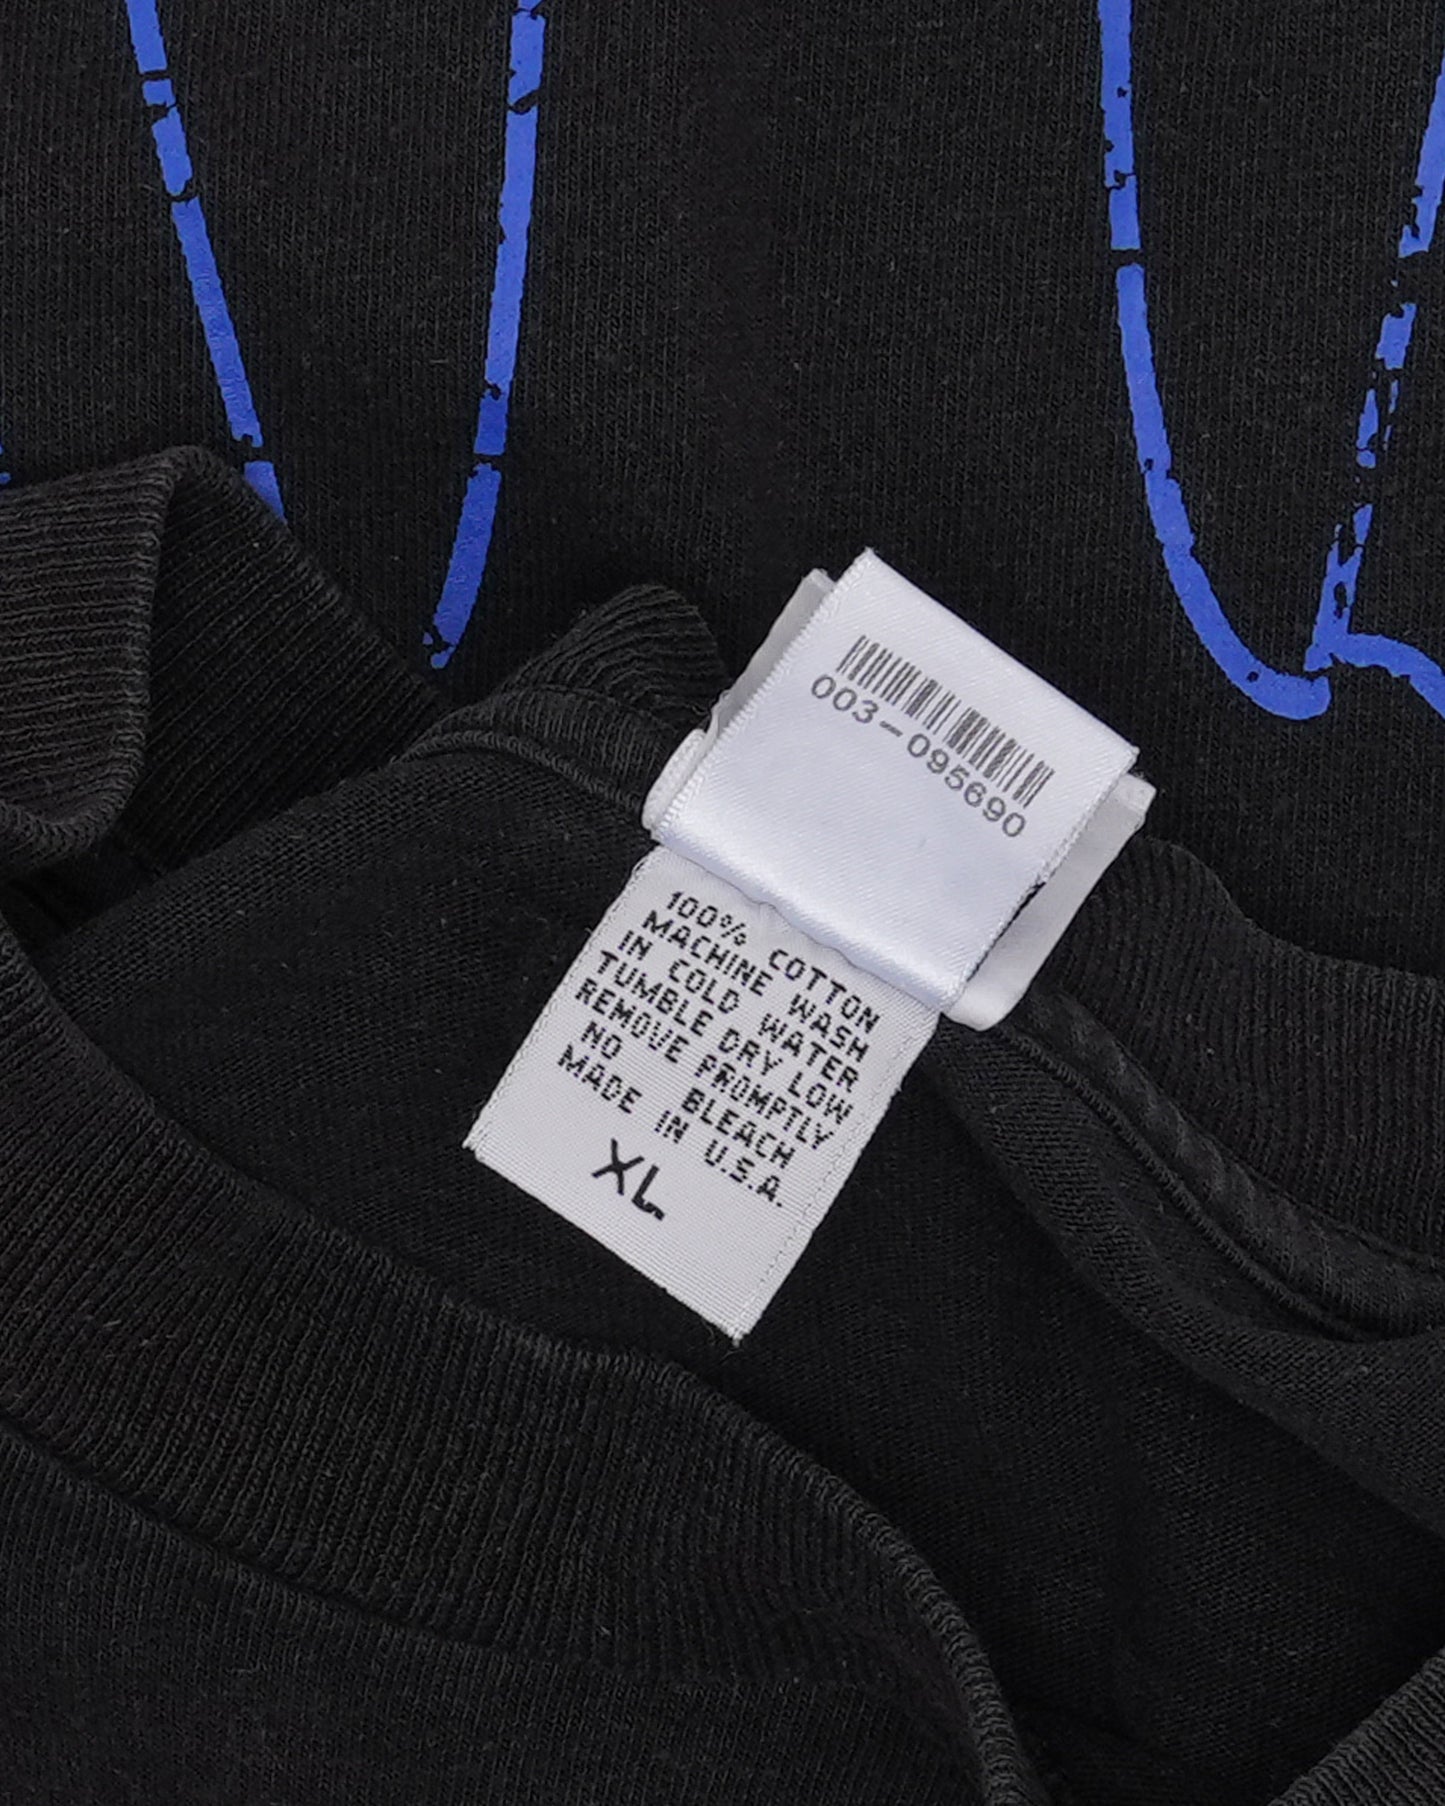 003-095690
100% COTTON
MACHINE WASH
IN COLD WATER
TUMBLE DRY LOW
REMOVE PROMPTLY
NO BLEACH
MADE IN U.S.A.
XL